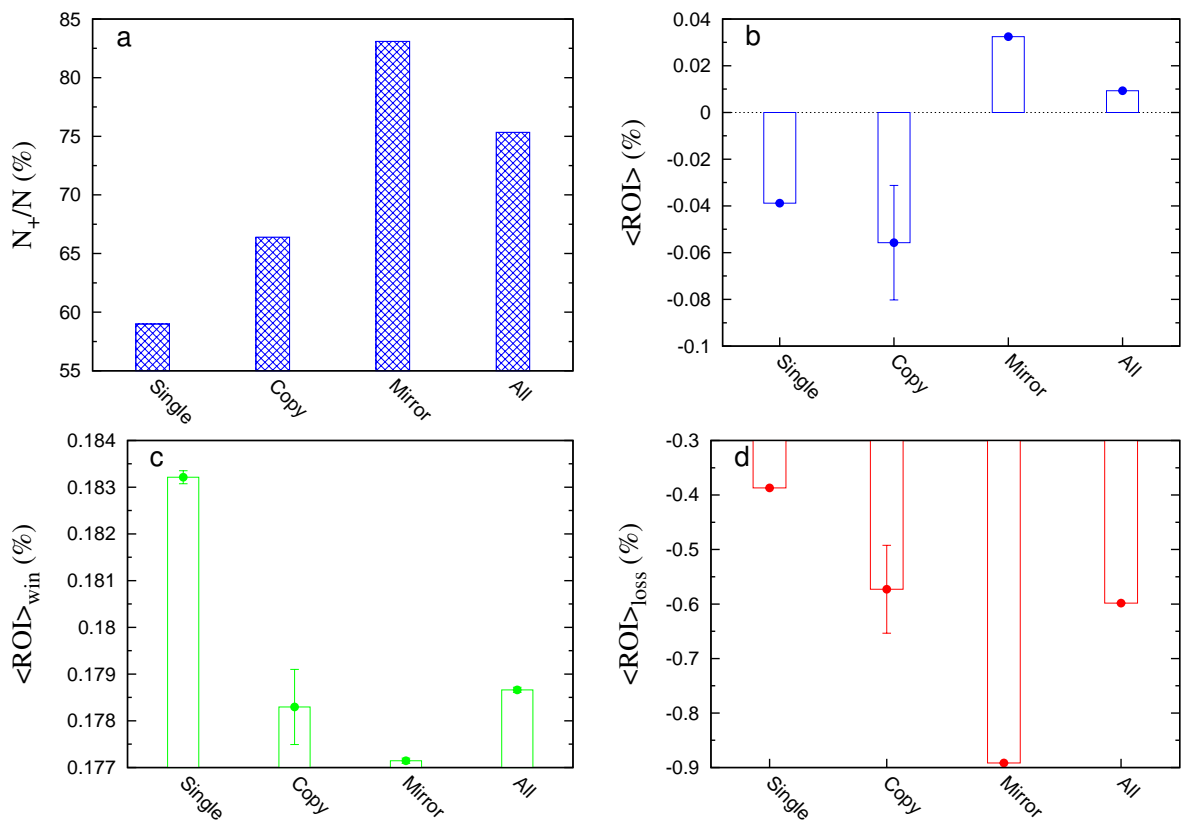 a
N+/N (%)
85
80
75
70
65
60
55
Single
Copy
Mirror
All
b
<ROI> (%)
0.04
0.02
0
-0.02
-0.04
-0.06
-0.08
-0.1
Single
Copy
Mirror
All
c
<ROI>win (%)
0.184
0.183
0.182
0.181
0.18
0.179
0.178
0.177
Single
Copy
Mirror
All
d
<ROI>loss (%)
-0.3
-0.4
-0.5
-0.6
-0.7
-0.8
-0.9
Single
Copy
Mirror
All